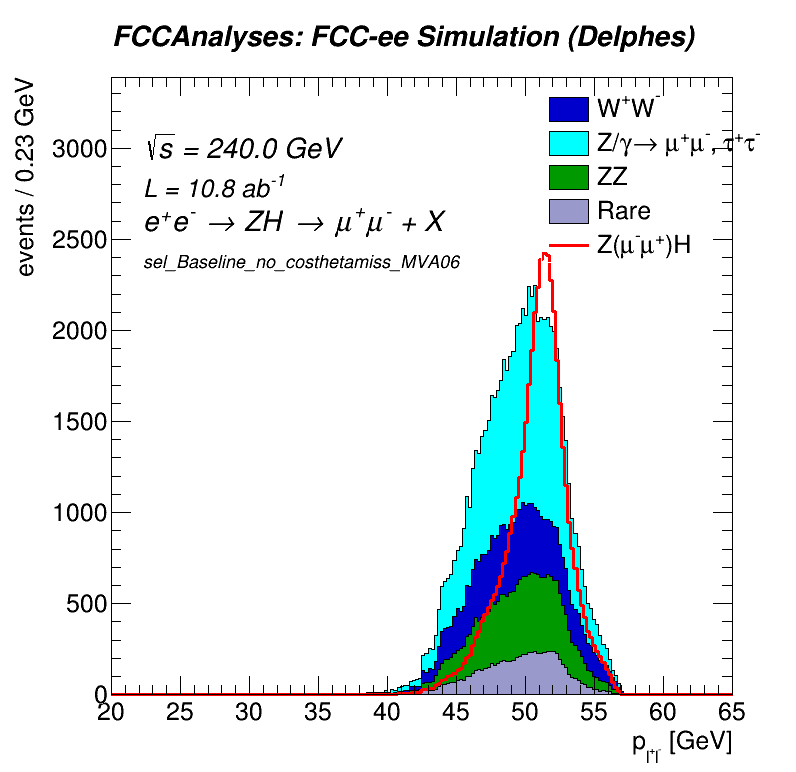 FCCAnalyses: FCC-ee Simulation (Delphes)
events / 0.23 GeV
√s = 240.0 GeV
L = 10.8 ab⁻¹
e⁺e⁻ → ZH → μ⁺μ⁻ + X
sel_Baseline_no_costhetamiss_MVA06
W⁺W⁻
Z/γ→ μ⁺μ⁻, τ⁺τ⁻
ZZ
Rare
Z(μ⁻μ⁺)H
3000
2500
2000
1500
1000
500
0
20 25 30 35 40 45 50 55 60 65
p_l⁺l⁻ [GeV]